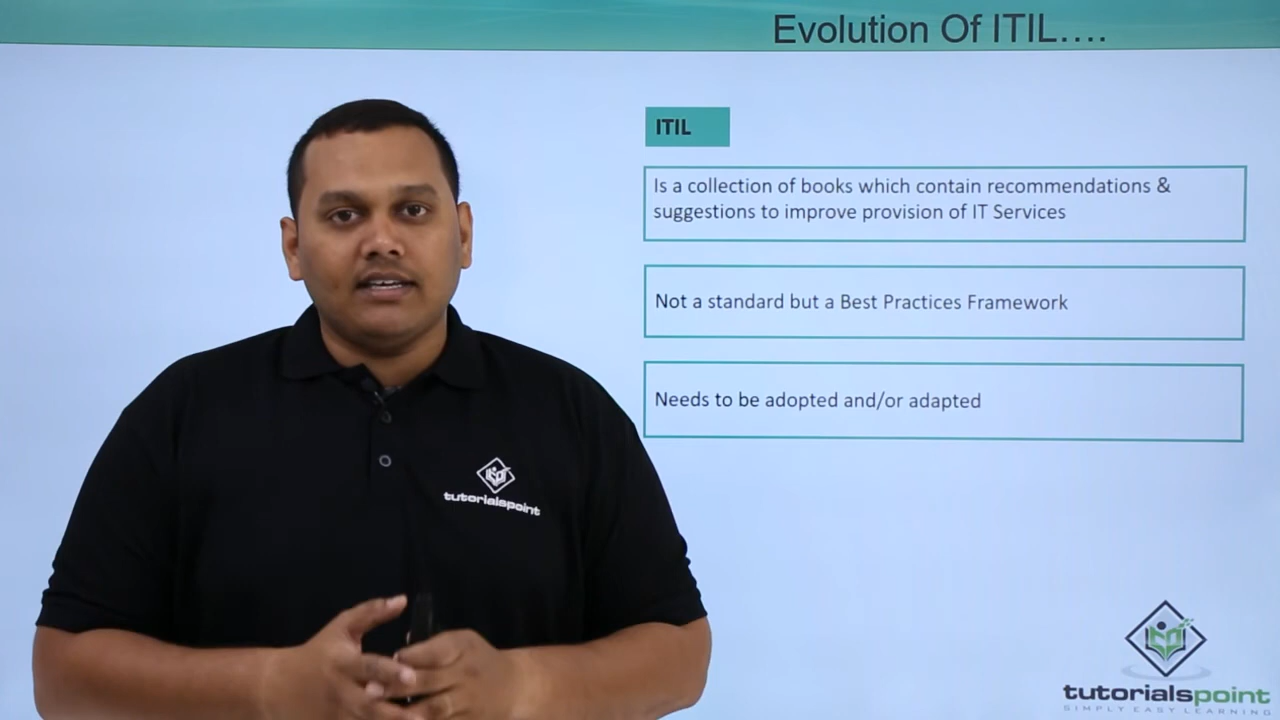 Evolution Of ITIL....
ITIL
Is a collection of books which contain recommendations &
suggestions to improve provision of IT Services
Not a standard but a Best Practices Framework
Needs to be adopted and/or adapted
tutorialspoint
tutorialspoint
SIMPLY EASY LEARNING